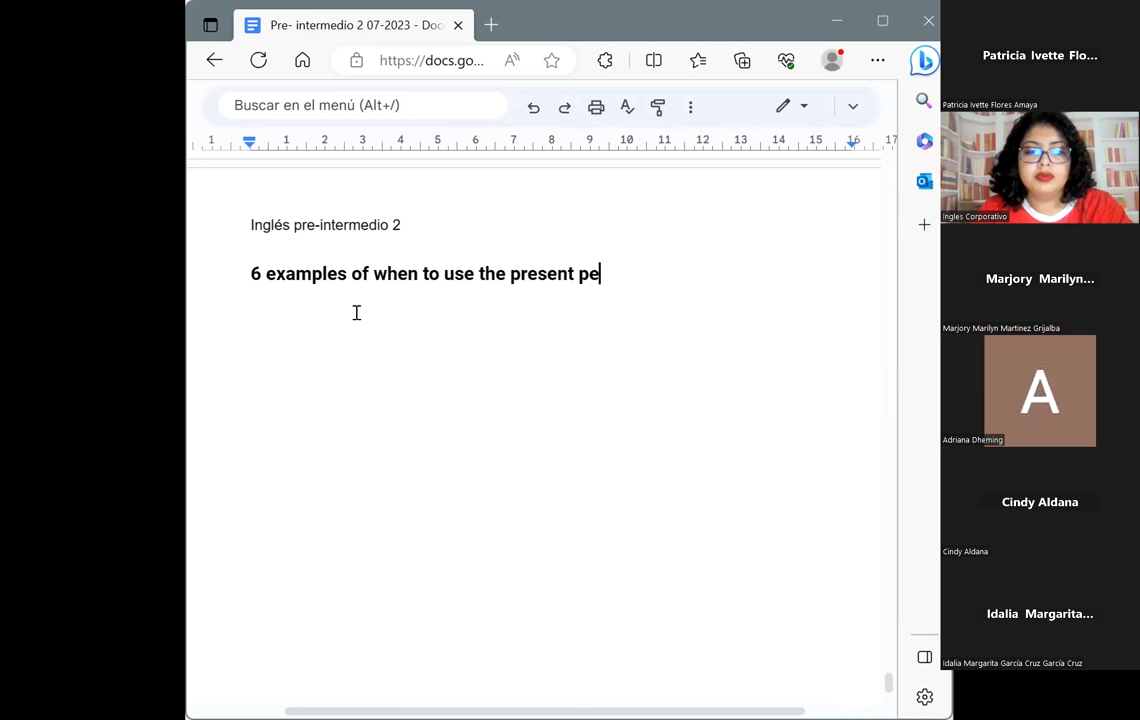 Pre- intermedio 2 07-2023 - Doc
https://docs.go...
Buscar en el menú (Alt+/)
1 1 2 3 4 5 6 7 8 9 10 11 12 13 14 15 16 17
Inglés pre-intermedio 2
6 examples of when to use the present pe
Patricia Ivette Flo...
Patricia Ivette Flores Amaya
Ingles Corporativo
Marjory Marilyn...
Marjory Marilyn Martinez Grijalba
A
Adriana Dheming
Cindy Aldana
Cindy Aldana
Idalia Margarita...
Idalia Margarita García Cruz García Cruz